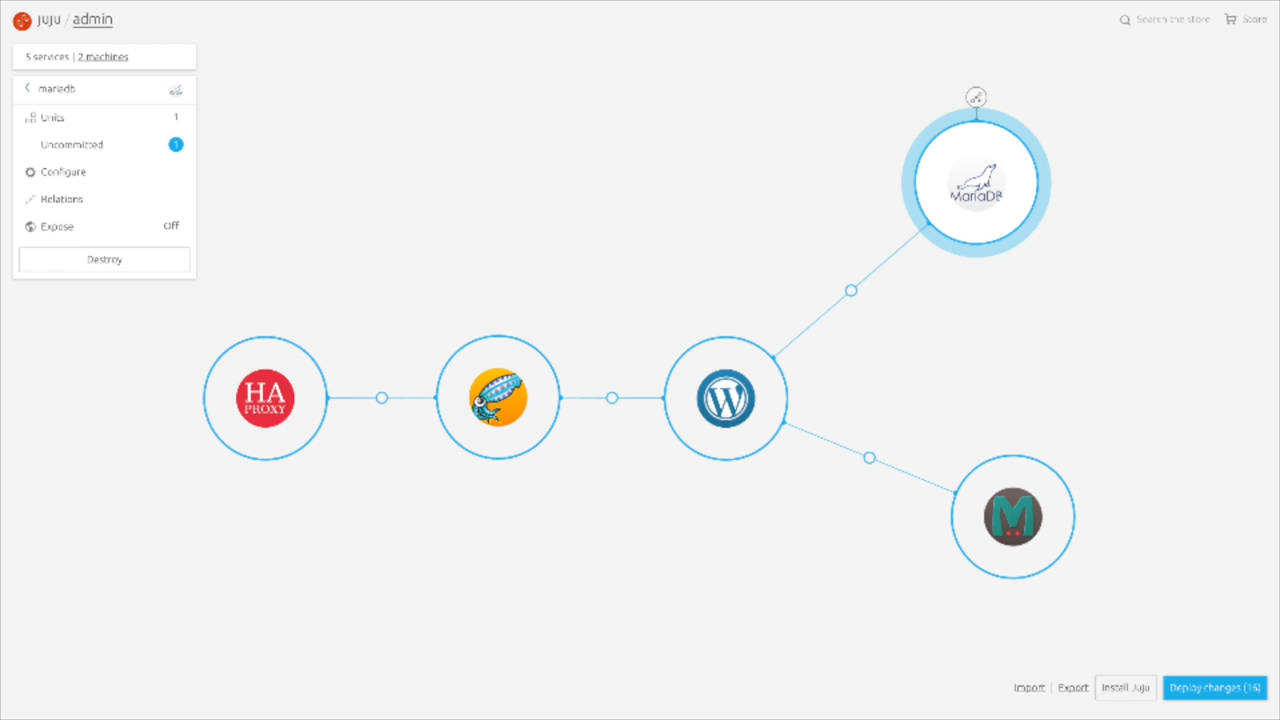 juju / admin
Search the store
Store
5 services | 2 machines
mariadb
Units 1
Uncommitted 1
Configure
Relations
Expose Off
Destroy
MariaDB
HA
PROXY
W
M
Import | Export
Install Juju
Deploy changes (16)